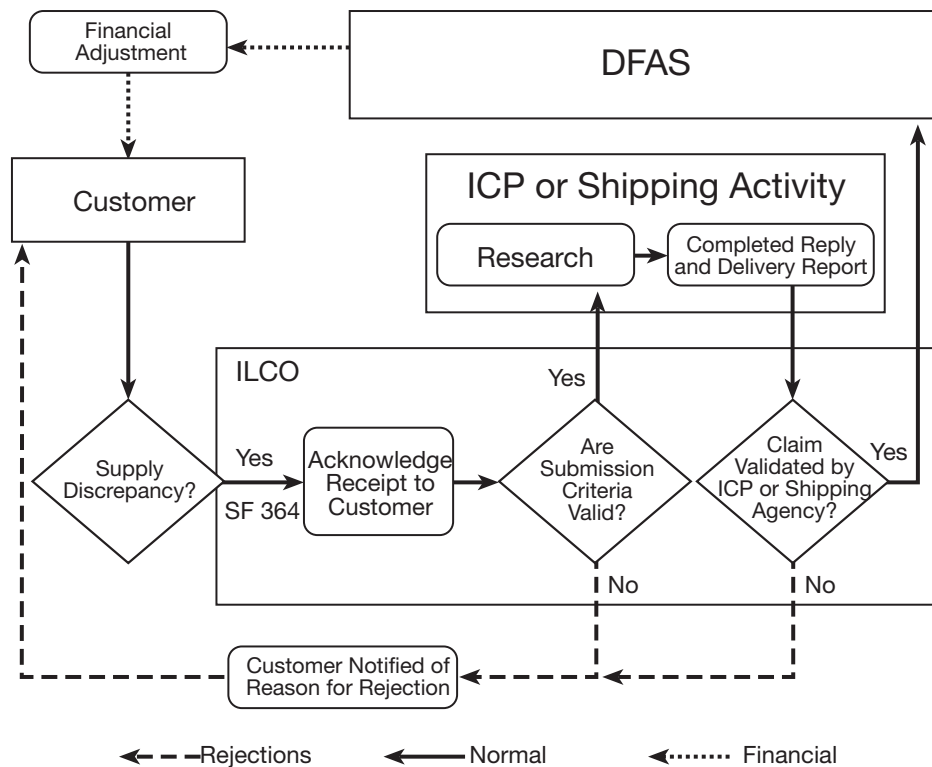 Financial
Adjustment
DFAS
Customer
ICP or Shipping Activity
Research
Completed Reply
and Delivery Report
ILCO
Yes
Supply
Discrepancy?
Yes
SF 364
Acknowledge
Receipt to
Customer
Are
Submission
Criteria
Valid?
Claim
Validated by
ICP or Shipping
Agency?
Yes
No
No
Customer Notified of
Reason for Rejection
Rejections
Normal
Financial